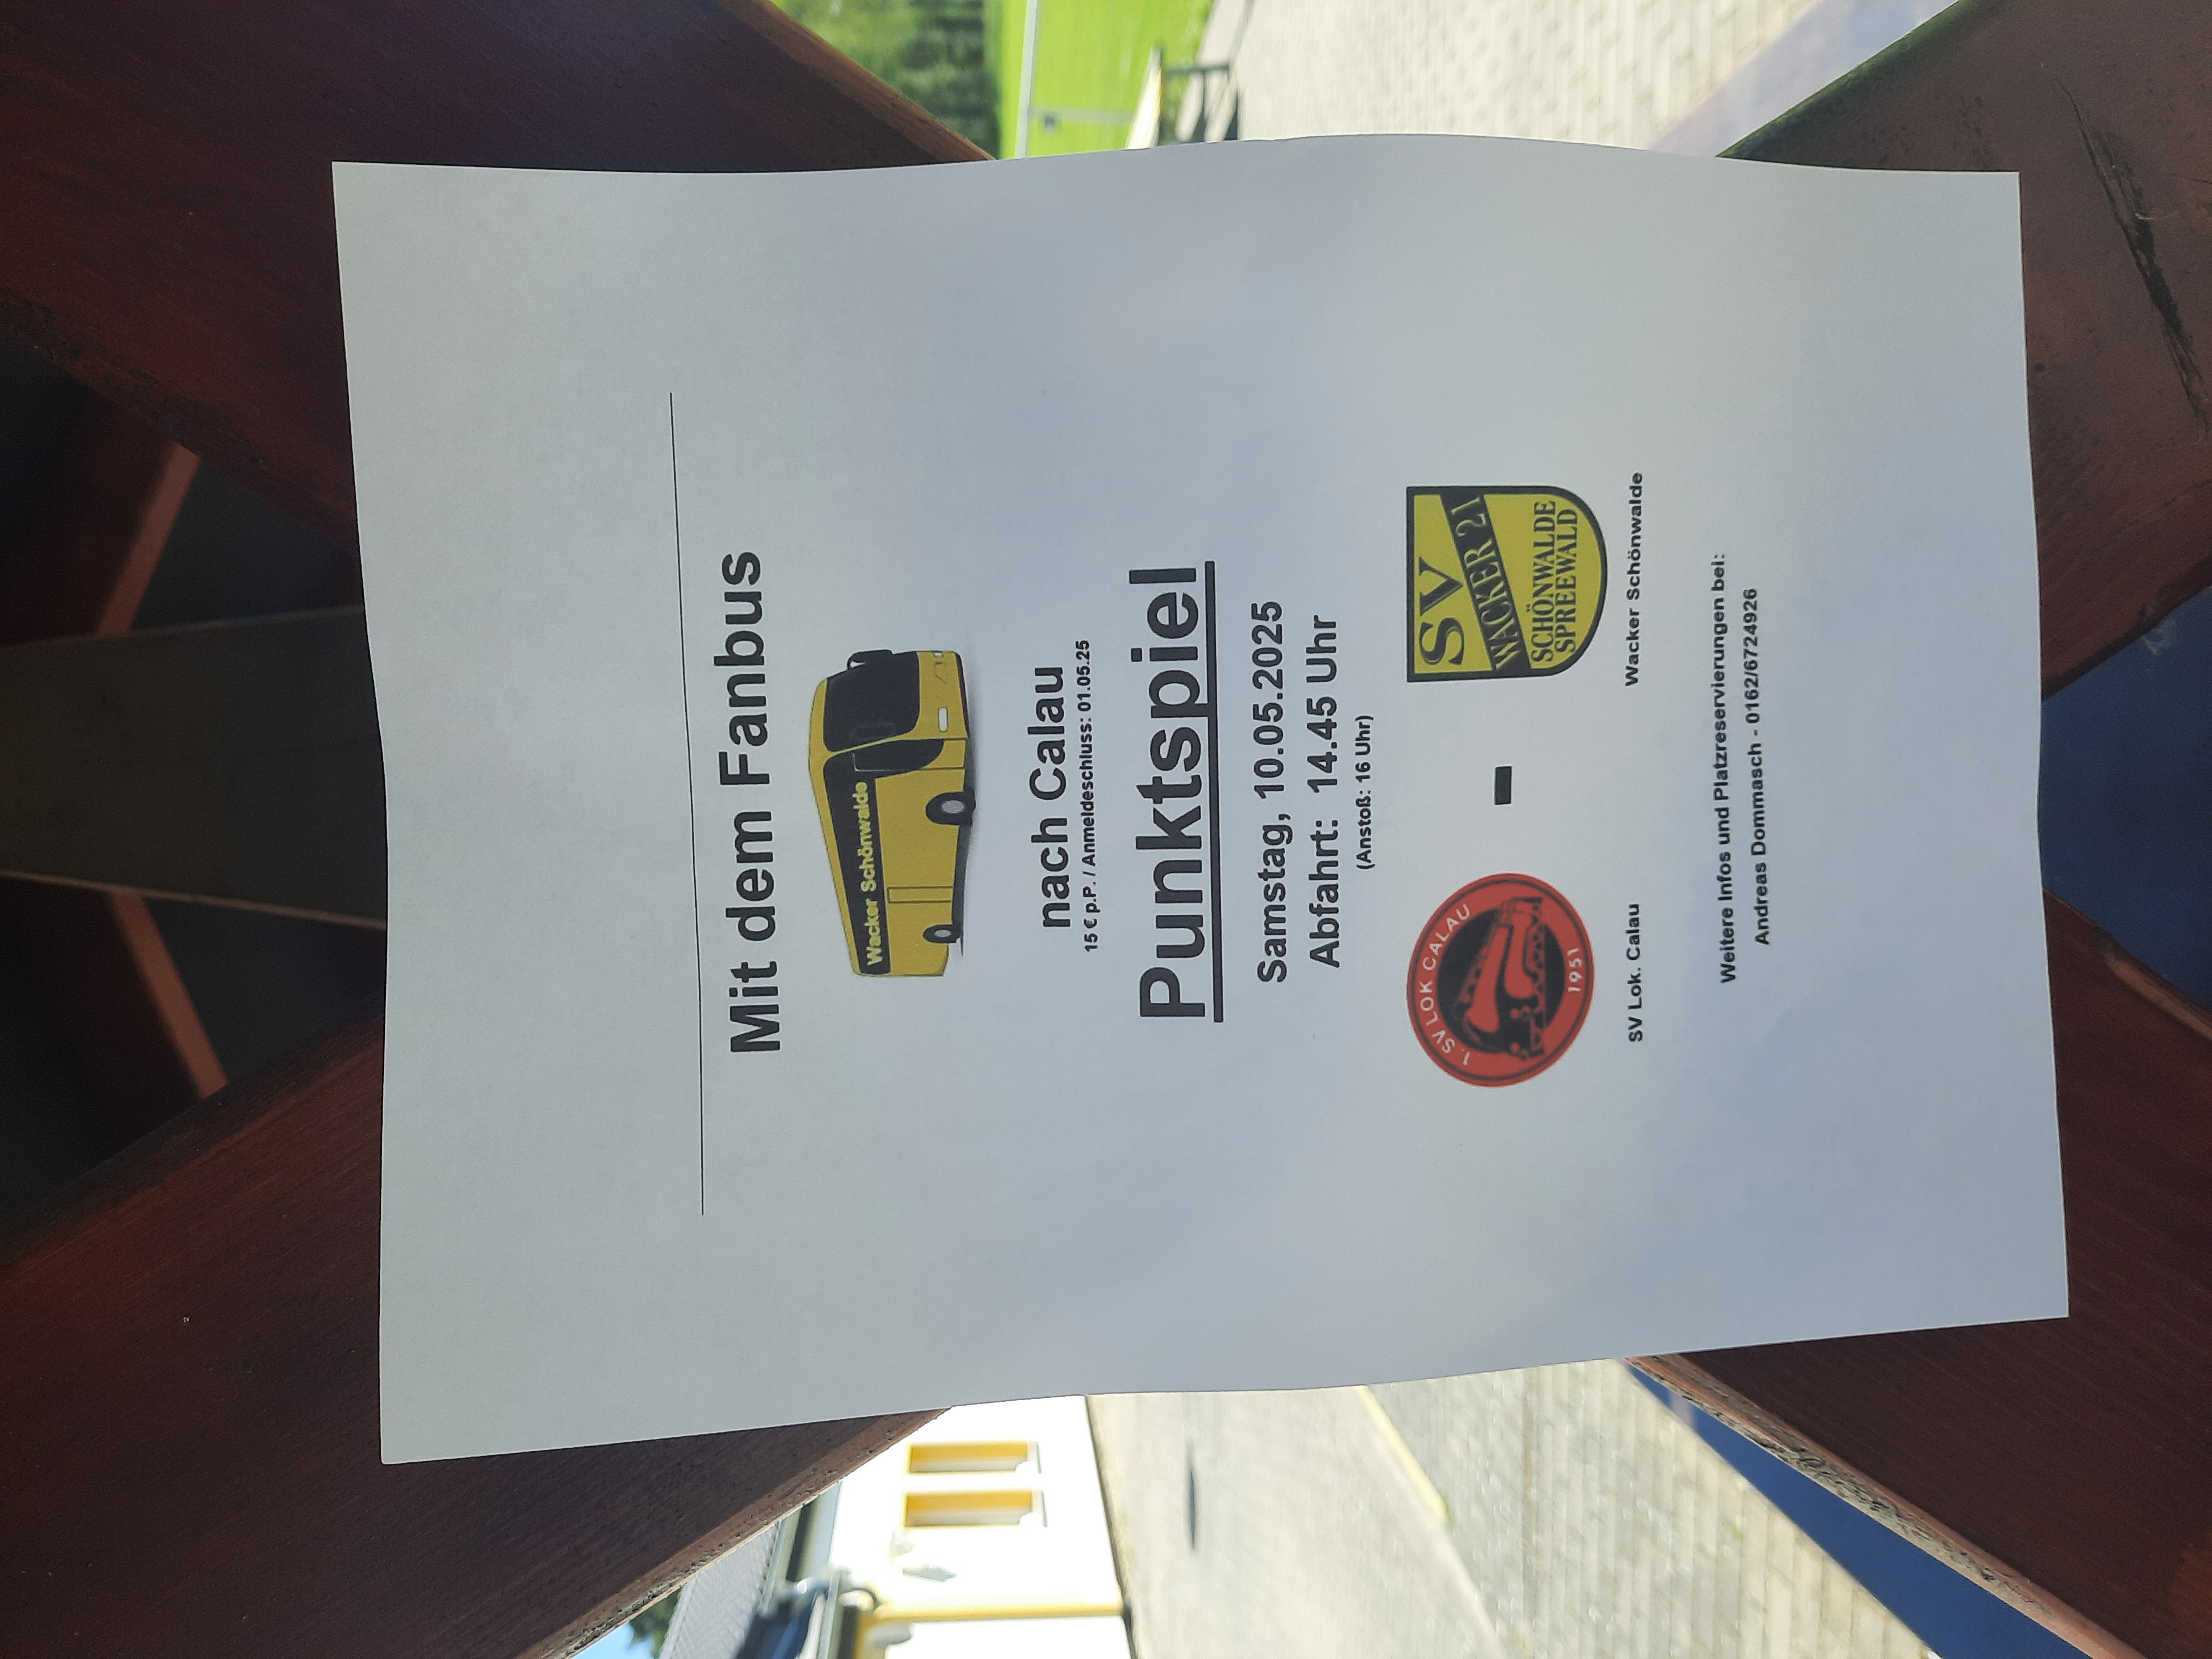 Mit dem Fanbus
Wacker Schönwalde
nach Calau
15 € p.P. / Anmeldeschluss: 01.05.25
Punktspiel
Samstag, 10.05.2025
Abfahrt: 14.45 Uhr
(Anstoß: 16 Uhr)
1. SV LOK CALAU
1951
-
SV
WACKER 21
SCHÖNWALDE
SPREEWALD
SV Lok. Calau
Wacker Schönwalde
Weitere Infos und Platzreservierungen bei:
Andreas Dommasch - 0162/6724926